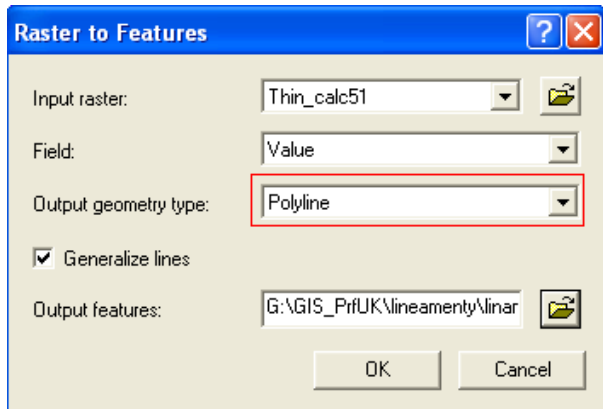 Raster to Features
Input raster: Thin_calc51
Field: Value
Output geometry type: Polyline
Generalize lines
Output features: G:\GIS_PrfUK\lineamenty\linar
OK Cancel